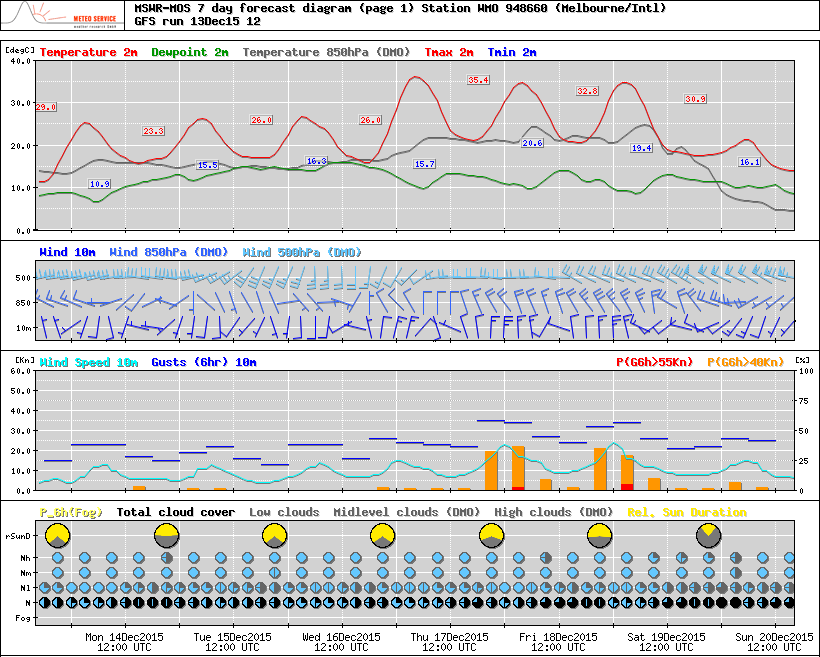 MSWR-MOS 7 day forecast diagram (page 1) Station WMO 948660 (Melbourne/Intl)
METEO SERVICE
weather research GmbH
GFS run 13Dec15 12
[degC] Temperature 2m Dewpoint 2m Temperature 850hPa (DMO) Tmax 2m Tmin 2m
40.0
35.4
32.8
30.9
30.0
29.0
26.0
26.0
23.3
20.0
20.6
19.4
15.5
16.3
15.7
16.1
10.9
10.0
0.0
Wind 10m Wind 850hPa (DMO) Wind 500hPa (DMO)
500
850
10m
[Kn] Wind Speed 10m Gusts (6hr) 10m P(G6h>55Kn) P(G6h>40Kn) [%]
60.0 100
50.0
75
40.0
30.0 50
20.0
25
10.0
0.0 0
P_6h(Fog) Total cloud cover Low clouds Midlevel clouds (DMO) High clouds (DMO) Rel. Sun Duration
rSunD
Nh
Nm
Nl
N
Fog
Mon 14Dec2015 Tue 15Dec2015 Wed 16Dec2015 Thu 17Dec2015 Fri 18Dec2015 Sat 19Dec2015 Sun 20Dec2015
12:00 UTC 12:00 UTC 12:00 UTC 12:00 UTC 12:00 UTC 12:00 UTC 12:00 UTC